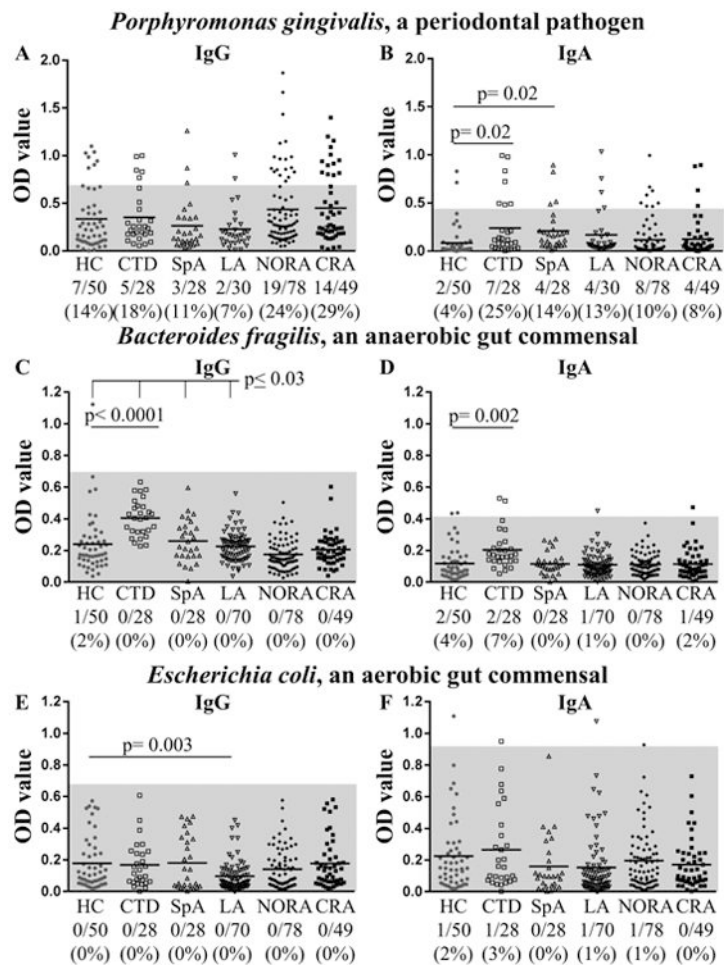 Porphyromonas gingivalis, a periodontal pathogen
A IgG
OD value
2.0
1.5
1.0
0.5
0.0
HC CTD SpA LA NORA CRA
7/50 5/28 3/28 2/30 19/78 14/49
(14%) (18%) (11%) (7%) (24%) (29%)
B IgA
OD value
2.0
1.5
1.0
0.5
0.0
p= 0.02
p= 0.02
HC CTD SpA LA NORA CRA
2/50 7/28 4/28 4/30 8/78 4/49
(4%) (25%) (14%) (13%) (10%) (8%)
Bacteroides fragilis, an anaerobic gut commensal
C IgG
OD value
1.2
1.0
0.8
0.6
0.4
0.2
0.0
p≤ 0.03
p< 0.0001
HC CTD SpA LA NORA CRA
1/50 0/28 0/28 0/70 0/78 0/49
(2%) (0%) (0%) (0%) (0%) (0%)
D IgA
OD value
1.2
1.0
0.8
0.6
0.4
0.2
0.0
p= 0.002
HC CTD SpA LA NORA CRA
2/50 2/28 0/28 1/70 0/78 1/49
(4%) (7%) (0%) (1%) (0%) (2%)
Escherichia coli, an aerobic gut commensal
E IgG
OD value
1.2
1.0
0.8
0.6
0.4
0.2
0.0
p= 0.003
HC CTD SpA LA NORA CRA
0/50 0/28 0/28 0/70 0/78 0/49
(0%) (0%) (0%) (0%) (0%) (0%)
F IgA
OD value
1.2
1.0
0.8
0.6
0.4
0.2
0.0
HC CTD SpA LA NORA CRA
1/50 1/28 0/28 1/70 1/78 0/49
(2%) (3%) (0%) (1%) (1%) (0%)